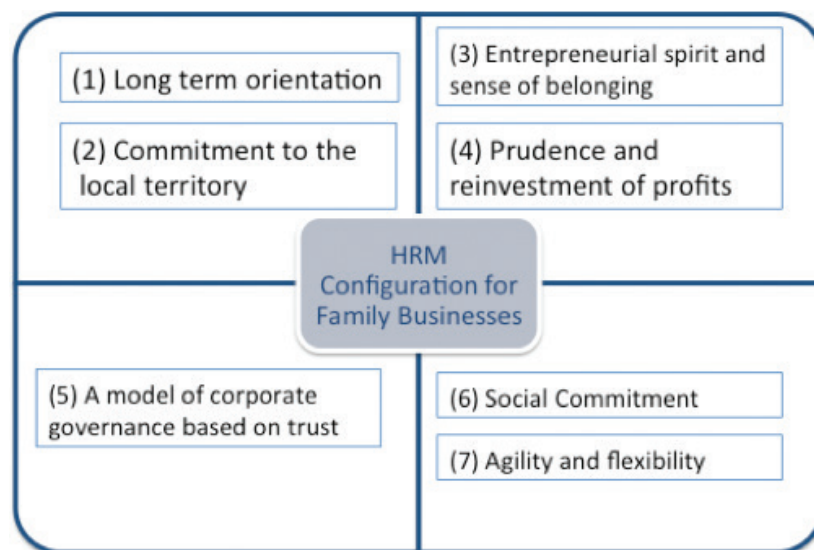 (1) Long term orientation
(2) Commitment to the
local territory
(3) Entrepreneurial spirit and
sense of belonging
(4) Prudence and
reinvestment of profits
HRM
Configuration for
Family Businesses
(5) A model of corporate
governance based on trust
(6) Social Commitment
(7) Agility and flexibility